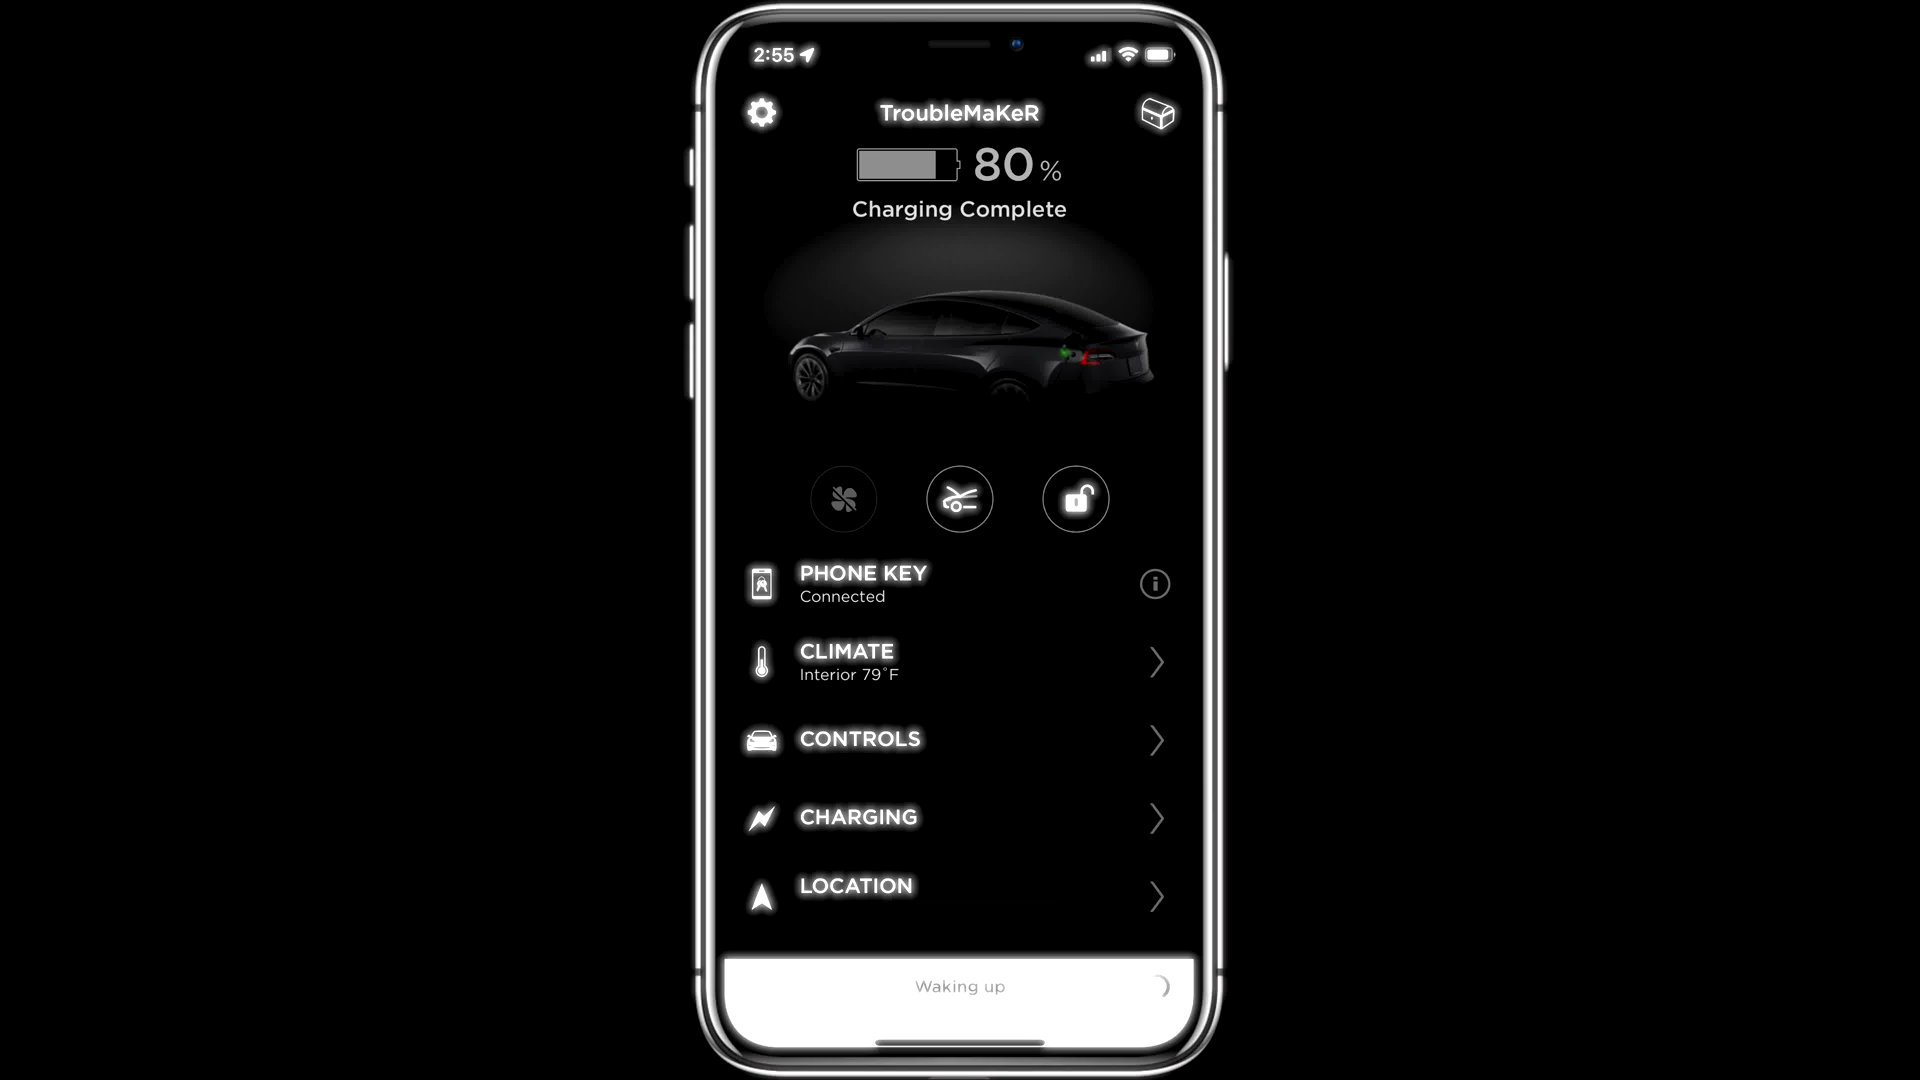 2:55
TroubleMaKeR
80 %
Charging Complete
PHONE KEY
Connected
CLIMATE
Interior 79°F
CONTROLS
CHARGING
LOCATION
Waking up